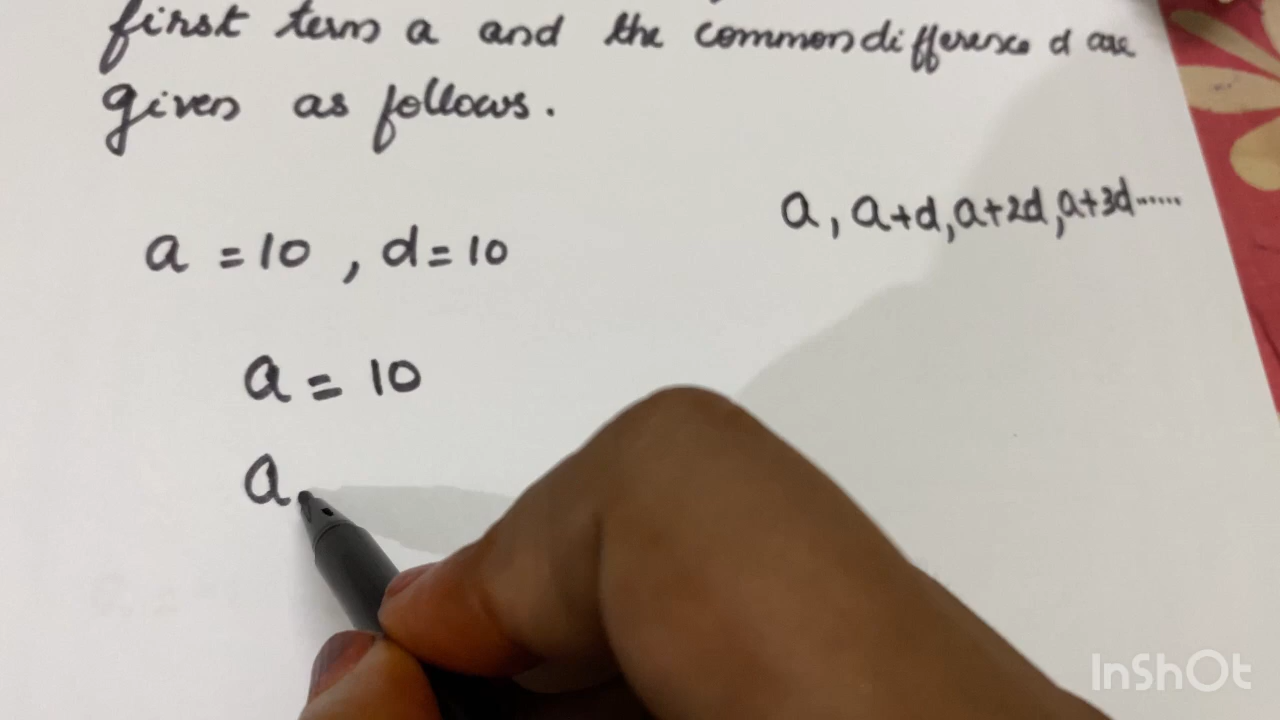 first term a and the common difference d are
given as follows.
a, a+d, a+2d, a+3d......
a = 10 , d = 10
a = 10
a
InShOt